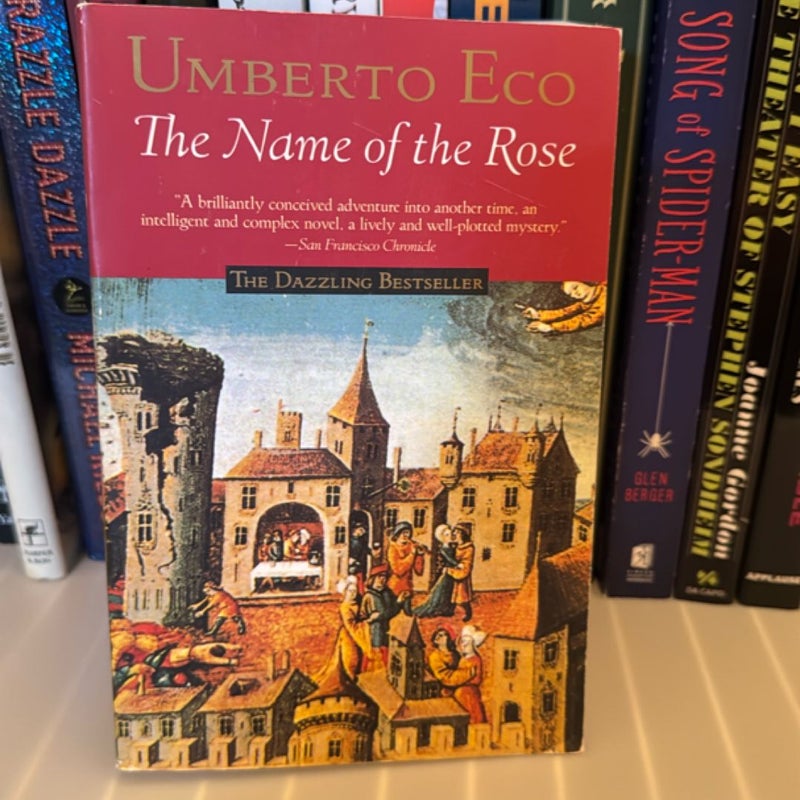 UMBERTO ECO
The Name of the Rose
"A brilliantly conceived adventure into another time, an
intelligent and complex novel, a lively and well-plotted mystery."
—San Francisco Chronicle
THE DAZZLING BESTSELLER
RAZZLE DAZZLE
MICHAEL
SONG of SPIDER-MAN
GLEN
BERGER
THEATER OF STEPHEN SONDHEIM
Joanne Gordon
DA CAPO
APPLAUSE